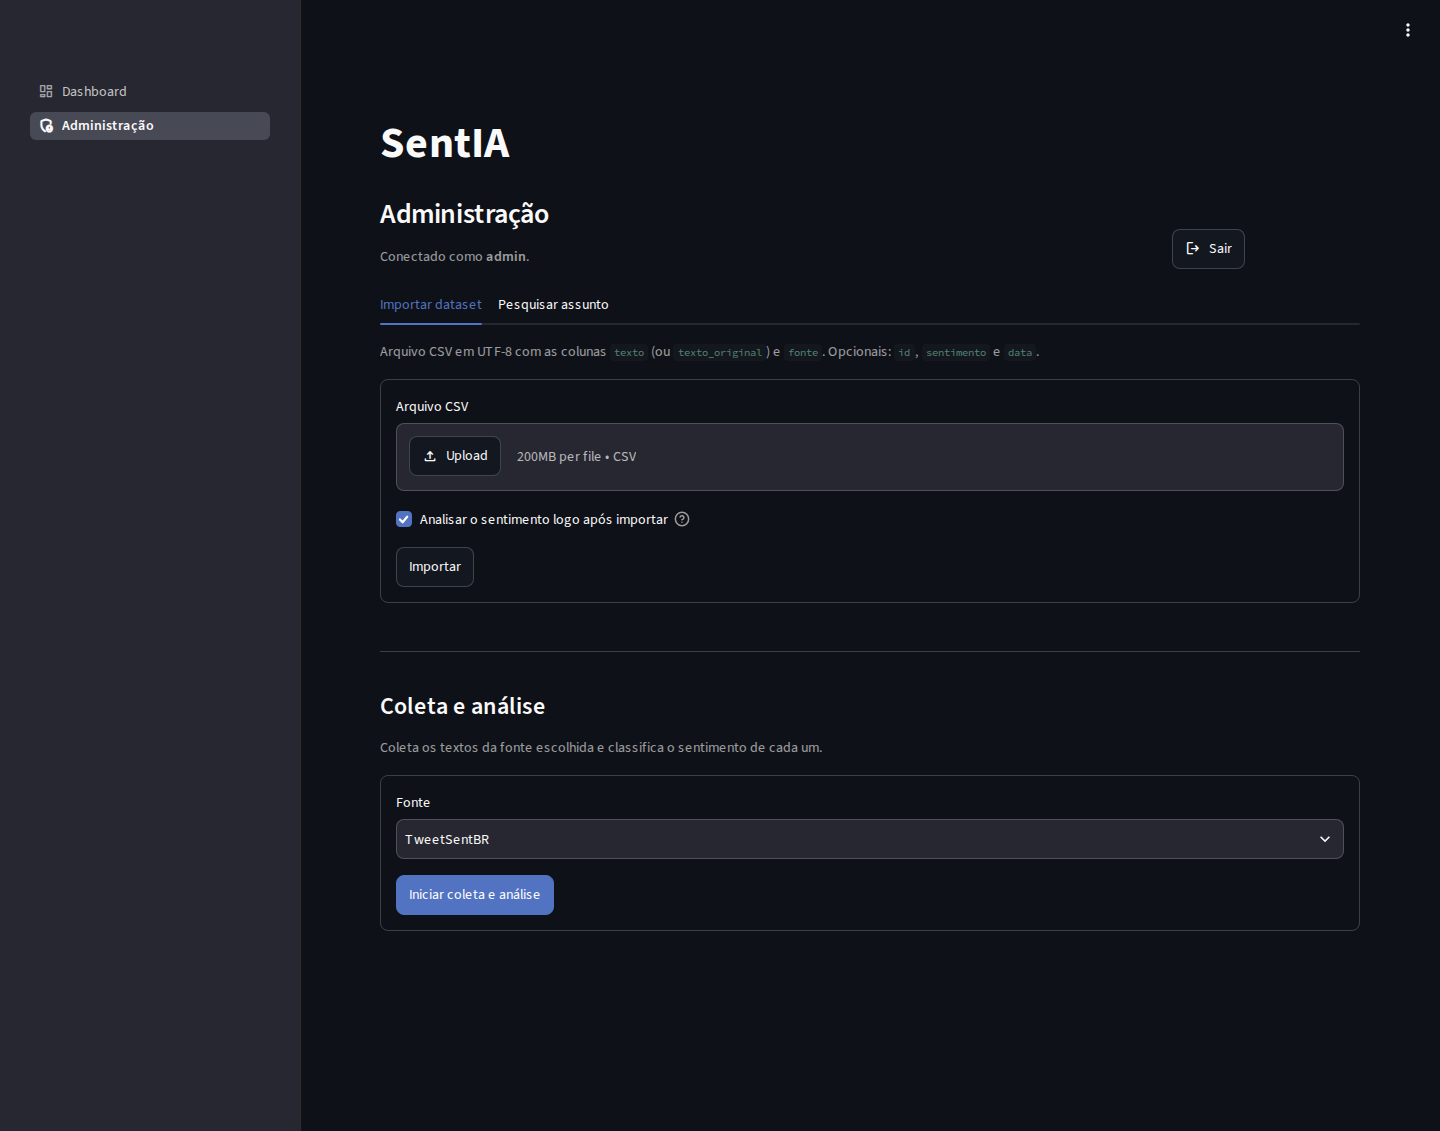 Dashboard
Administração
SentIA
Administração
Conectado como admin.
Sair
Importar dataset
Pesquisar assunto
Arquivo CSV em UTF-8 com as colunas texto (ou texto_original) e fonte. Opcionais: id, sentimento e data.
Arquivo CSV
Upload
200MB per file • CSV
Analisar o sentimento logo após importar
Importar
Coleta e análise
Coleta os textos da fonte escolhida e classifica o sentimento de cada um.
Fonte
TweetSentBR
Iniciar coleta e análise